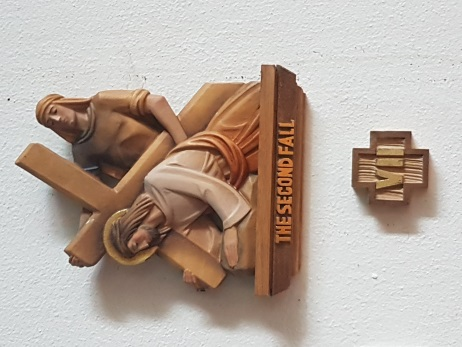 THE SECOND FALL
VII